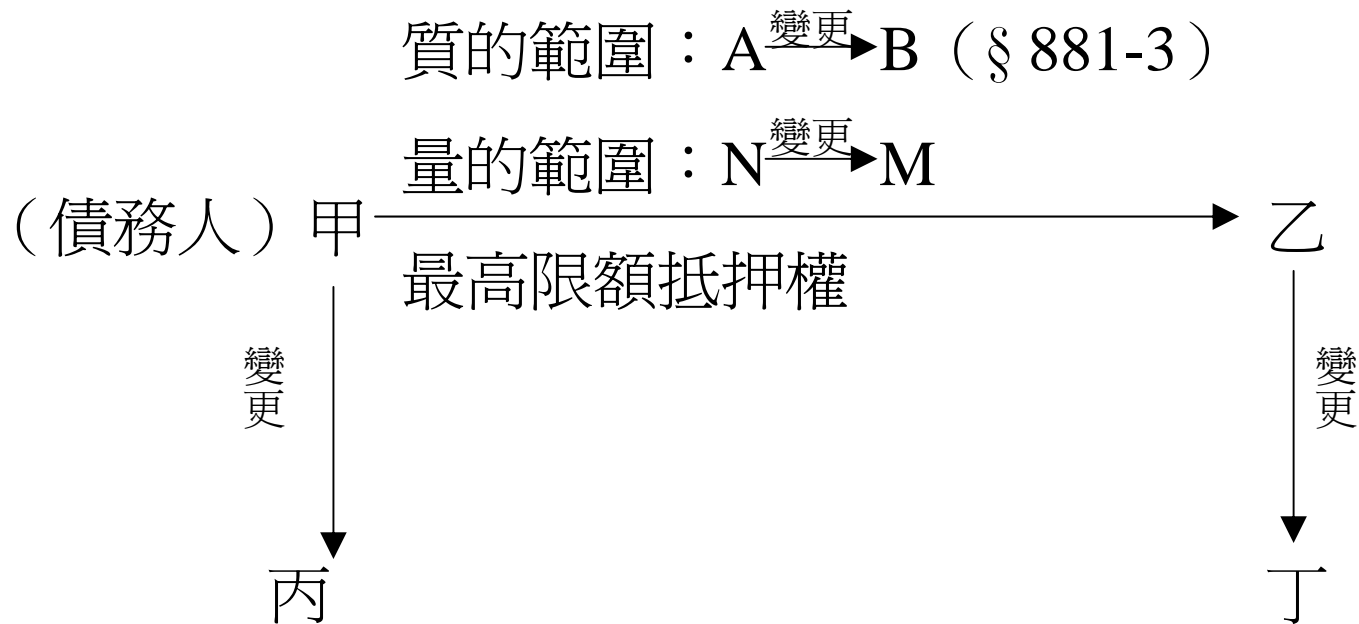 質的範圍：A變更B（§881-3）
量的範圍：N變更M
（債務人）甲
乙
最高限額抵押權
變更
變更
丙
丁